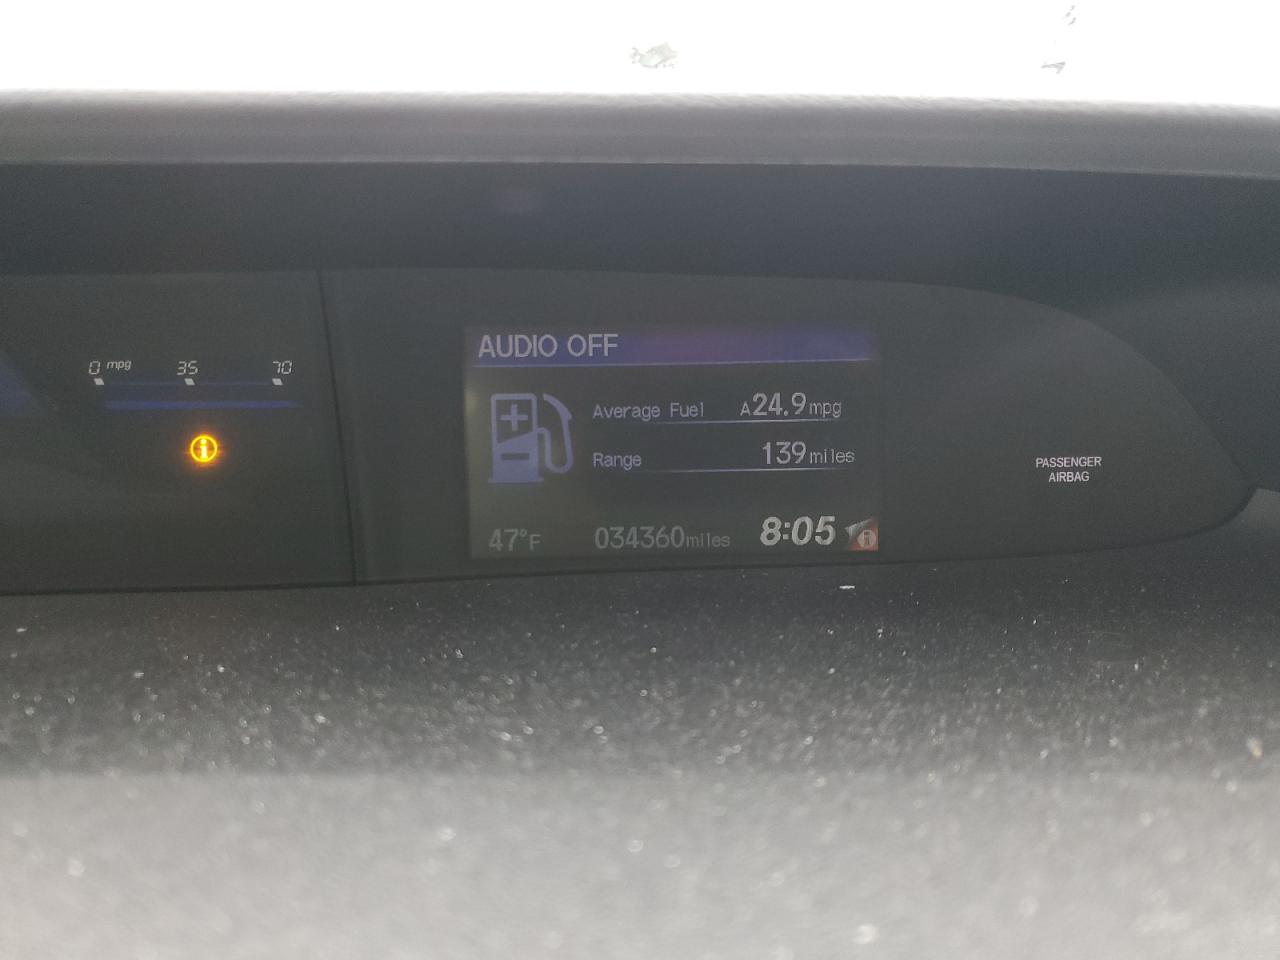 AUDIO OFF
0 mpg 35 70
Average Fuel A24.9mpg
Range 139miles
PASSENGER
AIRBAG
47°F 034360miles 8:05